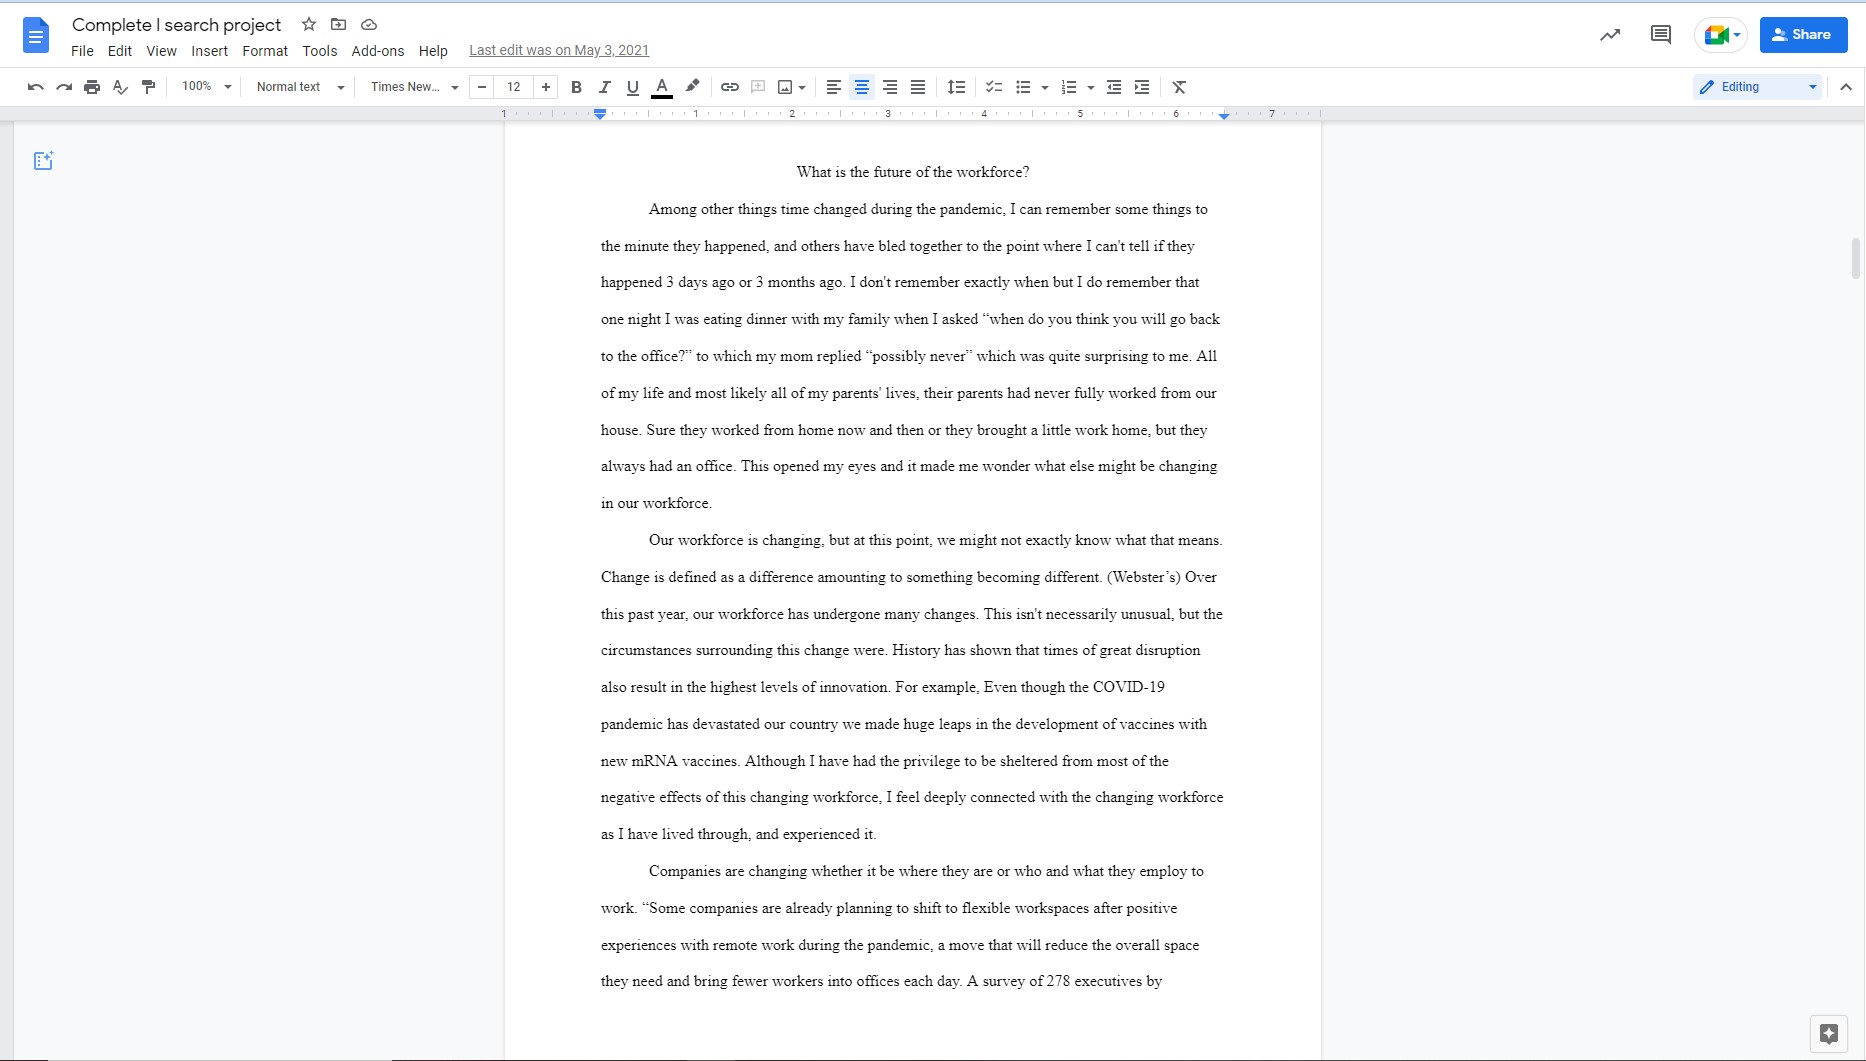 Complete I search project
File Edit View Insert Format Tools Add-ons Help Last edit was on May 3, 2021
Share
100% Normal text Times New... 12 B I U A Editing
1 1 2 3 4 5 6 7
What is the future of the workforce?
Among other things time changed during the pandemic, I can remember some things to
the minute they happened, and others have bled together to the point where I can't tell if they
happened 3 days ago or 3 months ago. I don't remember exactly when but I do remember that
one night I was eating dinner with my family when I asked “when do you think you will go back
to the office?” to which my mom replied “possibly never” which was quite surprising to me. All
of my life and most likely all of my parents' lives, their parents had never fully worked from our
house. Sure they worked from home now and then or they brought a little work home, but they
always had an office. This opened my eyes and it made me wonder what else might be changing
in our workforce.
Our workforce is changing, but at this point, we might not exactly know what that means.
Change is defined as a difference amounting to something becoming different. (Webster’s) Over
this past year, our workforce has undergone many changes. This isn't necessarily unusual, but the
circumstances surrounding this change were. History has shown that times of great disruption
also result in the highest levels of innovation. For example, Even though the COVID-19
pandemic has devastated our country we made huge leaps in the development of vaccines with
new mRNA vaccines. Although I have had the privilege to be sheltered from most of the
negative effects of this changing workforce, I feel deeply connected with the changing workforce
as I have lived through, and experienced it.
Companies are changing whether it be where they are or who and what they employ to
work. “Some companies are already planning to shift to flexible workspaces after positive
experiences with remote work during the pandemic, a move that will reduce the overall space
they need and bring fewer workers into offices each day. A survey of 278 executives by